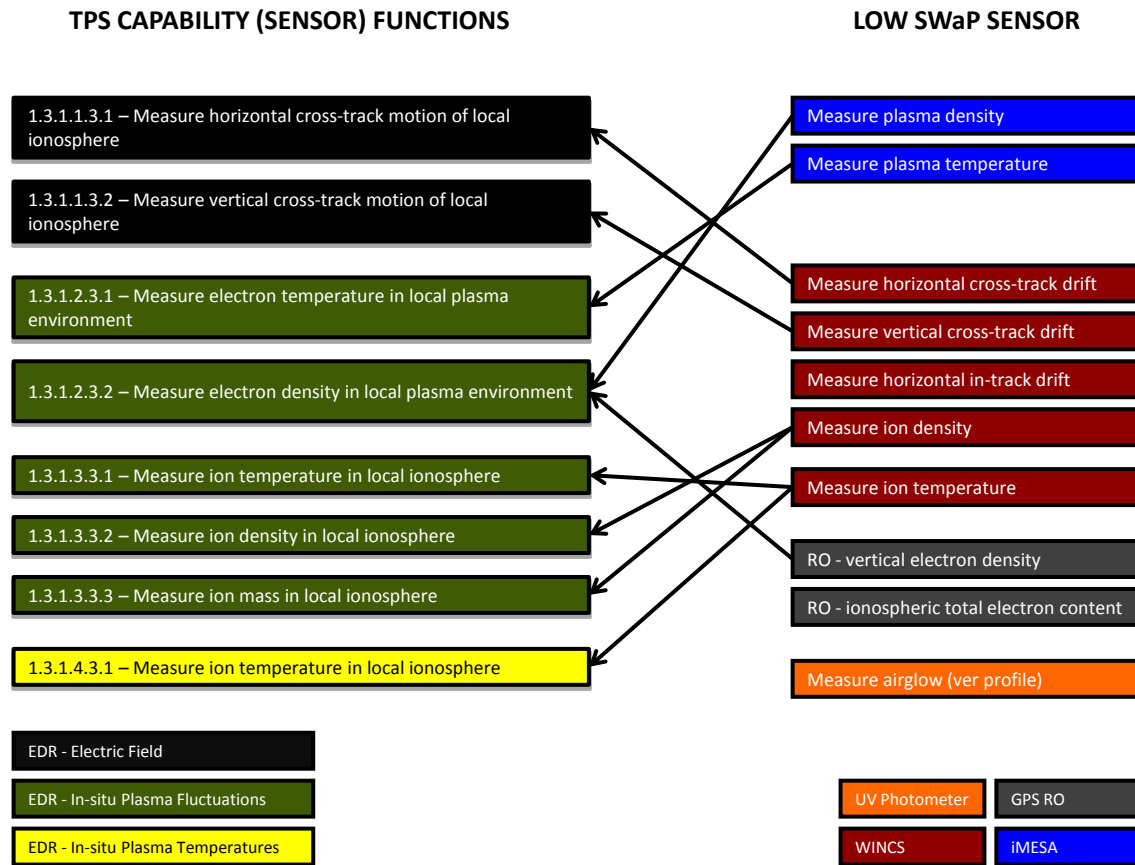 TPS CAPABILITY (SENSOR) FUNCTIONS
1.3.1.1.3.1 – Measure horizontal cross-track motion of local
ionosphere
1.3.1.1.3.2 – Measure vertical cross-track motion of local
ionosphere
1.3.1.2.3.1 – Measure electron temperature in local plasma
environment
1.3.1.2.3.2 – Measure electron density in local plasma environment
1.3.1.3.3.1 – Measure ion temperature in local ionosphere
1.3.1.3.3.2 – Measure ion density in local ionosphere
1.3.1.3.3.3 – Measure ion mass in local ionosphere
1.3.1.4.3.1 – Measure ion temperature in local ionosphere
EDR - Electric Field
EDR - In-situ Plasma Fluctuations
EDR - In-situ Plasma Temperatures
LOW SWaP SENSOR
Measure plasma density
Measure plasma temperature
Measure horizontal cross-track drift
Measure vertical cross-track drift
Measure horizontal in-track drift
Measure ion density
Measure ion temperature
RO - vertical electron density
RO - ionospheric total electron content
Measure airglow (ver profile)
UV Photometer
GPS RO
WINCS
iMESA